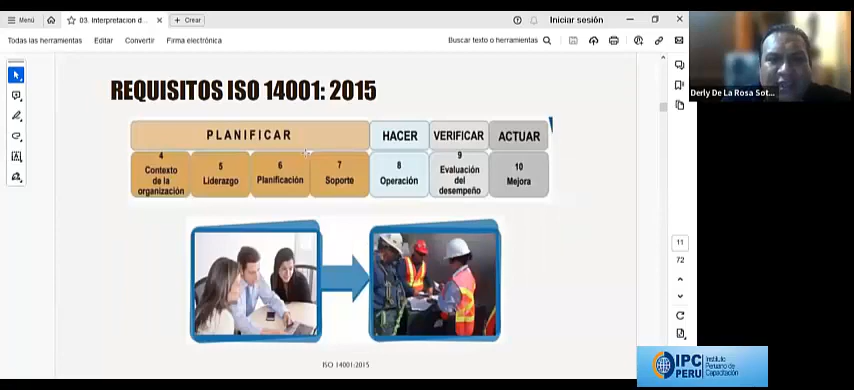 Menú
03. Interpretacion d...
+ Crear
Iniciar sesión
Todas las herramientas
Editar
Convertir
Firma electrónica
Buscar texto o herramientas
Derly De La Rosa Sot...
REQUISITOS ISO 14001: 2015
PLANIFICAR
HACER
VERIFICAR
ACTUAR
4
Contexto
de la
organización
5
Liderazgo
6
Planificación
7
Soporte
8
Operación
9
Evaluación
del
desempeño
10
Mejora
11
72
ISO 14001:2015
IPC
PERU
Instituto
Peruano de
Capacitación